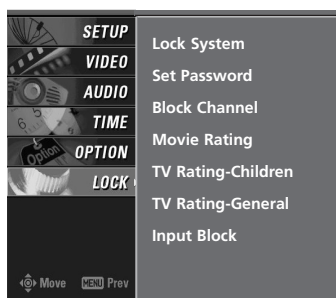 SETUP
VIDEO
AUDIO
TIME
OPTION
LOCK
Lock System
Set Password
Block Channel
Movie Rating
TV Rating-Children
TV Rating-General
Input Block
Move MENU Prev